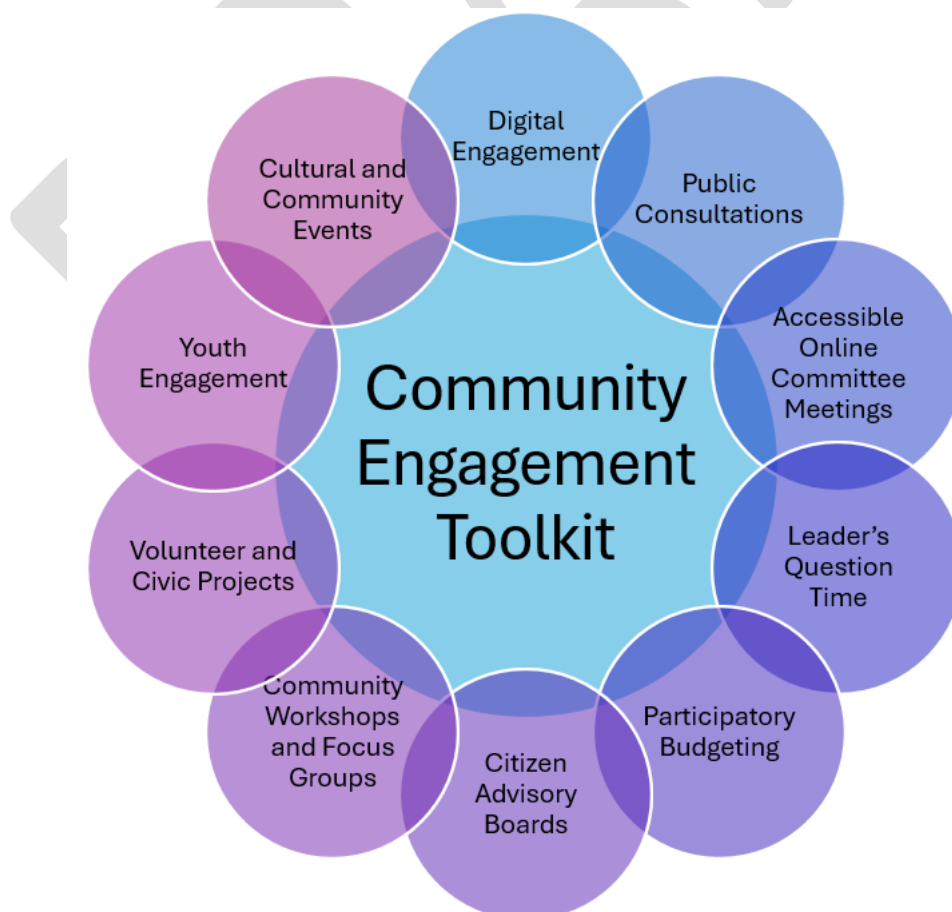 Digital
Engagement
Public
Consultations
Accessible
Online
Committee
Meetings
Leader’s
Question
Time
Participatory
Budgeting
Citizen
Advisory
Boards
Community
Workshops
and Focus
Groups
Volunteer and
Civic Projects
Youth
Engagement
Cultural and
Community
Events
Community
Engagement
Toolkit